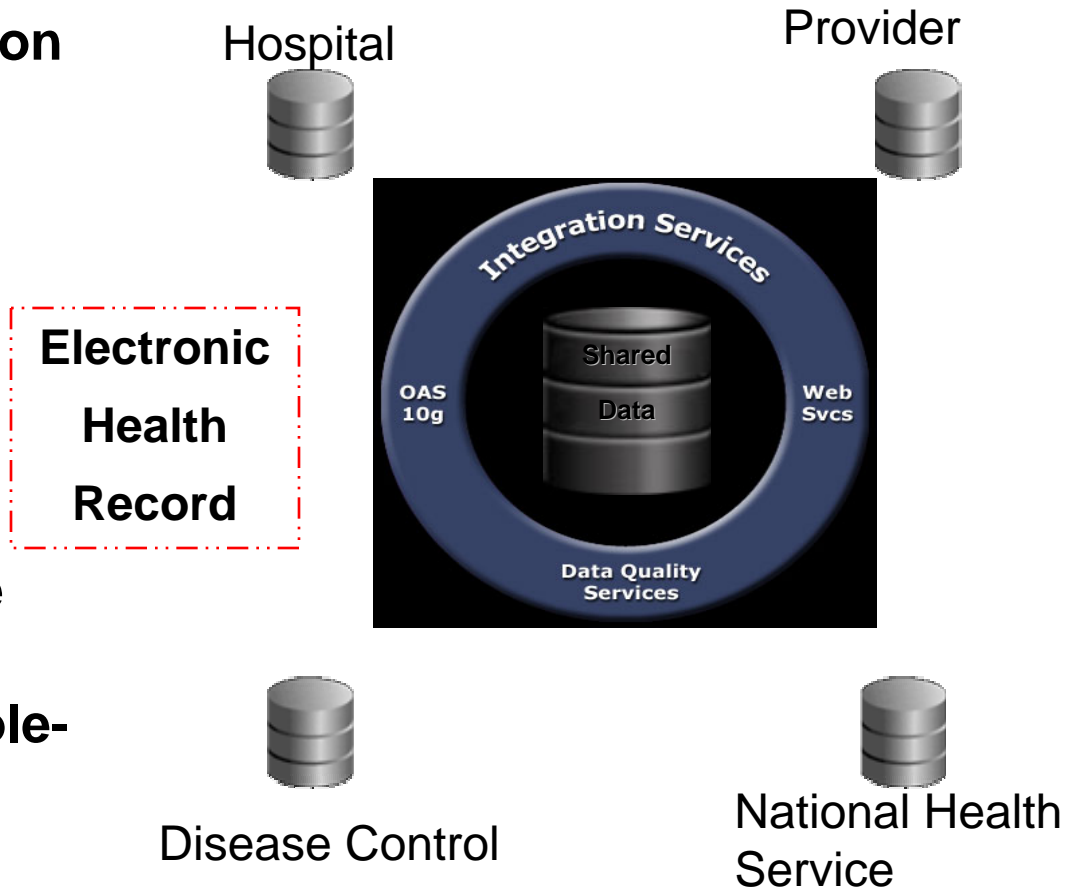 on
Hospital
Provider
Integration Services
Electronic
Health
Record
Shared
Data
OAS
10g
Web
Svcs
Data Quality
Services
e
ole-
Disease Control
National Health
Service